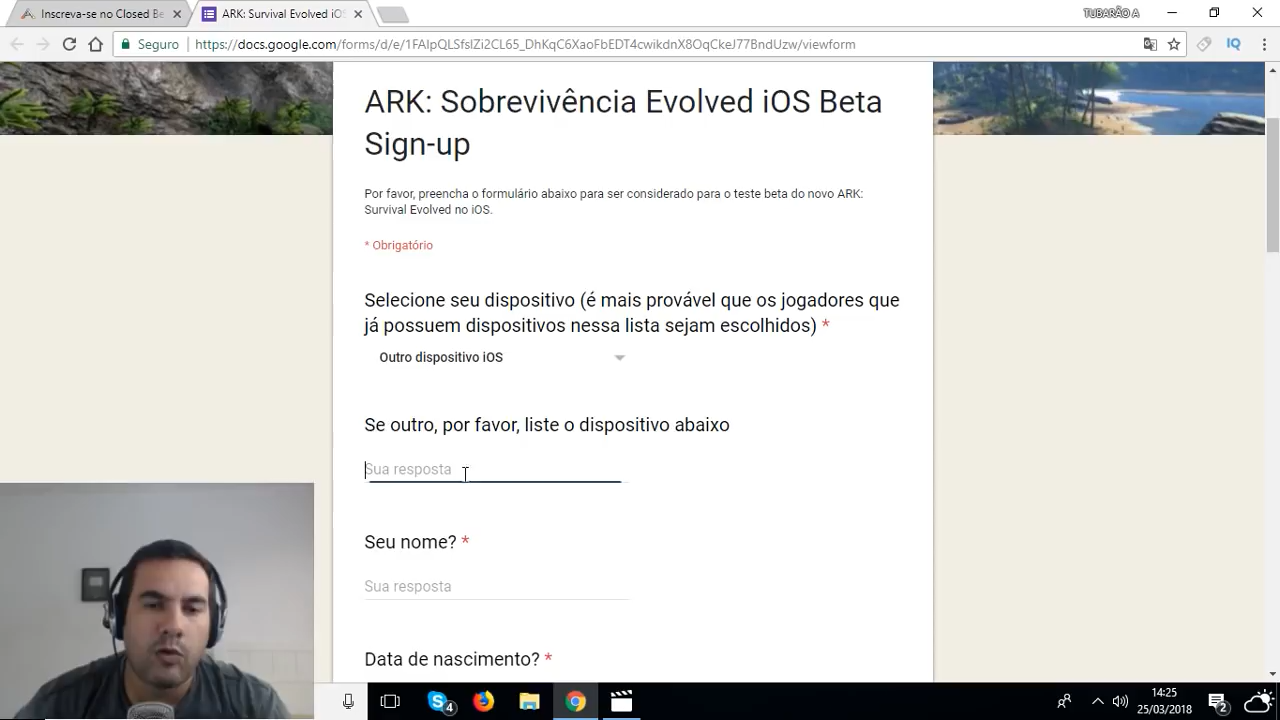 Inscreva-se no Closed Be
ARK: Survival Evolved iOS
TUBARÃO A
Seguro
https://docs.google.com/forms/d/e/1FAIpQLSfsIZi2CL65_DhKqC6XaoFbEDT4cwikdnX8OqCkeJ77BndUzw/viewform
IQ
ARK: Sobrevivência Evolved iOS Beta
Sign-up
Por favor, preencha o formulário abaixo para ser considerado para o teste beta do novo ARK:
Survival Evolved no iOS.
* Obrigatório
Selecione seu dispositivo (é mais provável que os jogadores que
já possuem dispositivos nessa lista sejam escolhidos) *
Outro dispositivo iOS
Se outro, por favor, liste o dispositivo abaixo
Sua resposta
Seu nome? *
Sua resposta
Data de nascimento? *
4
14:25
25/03/2018
2